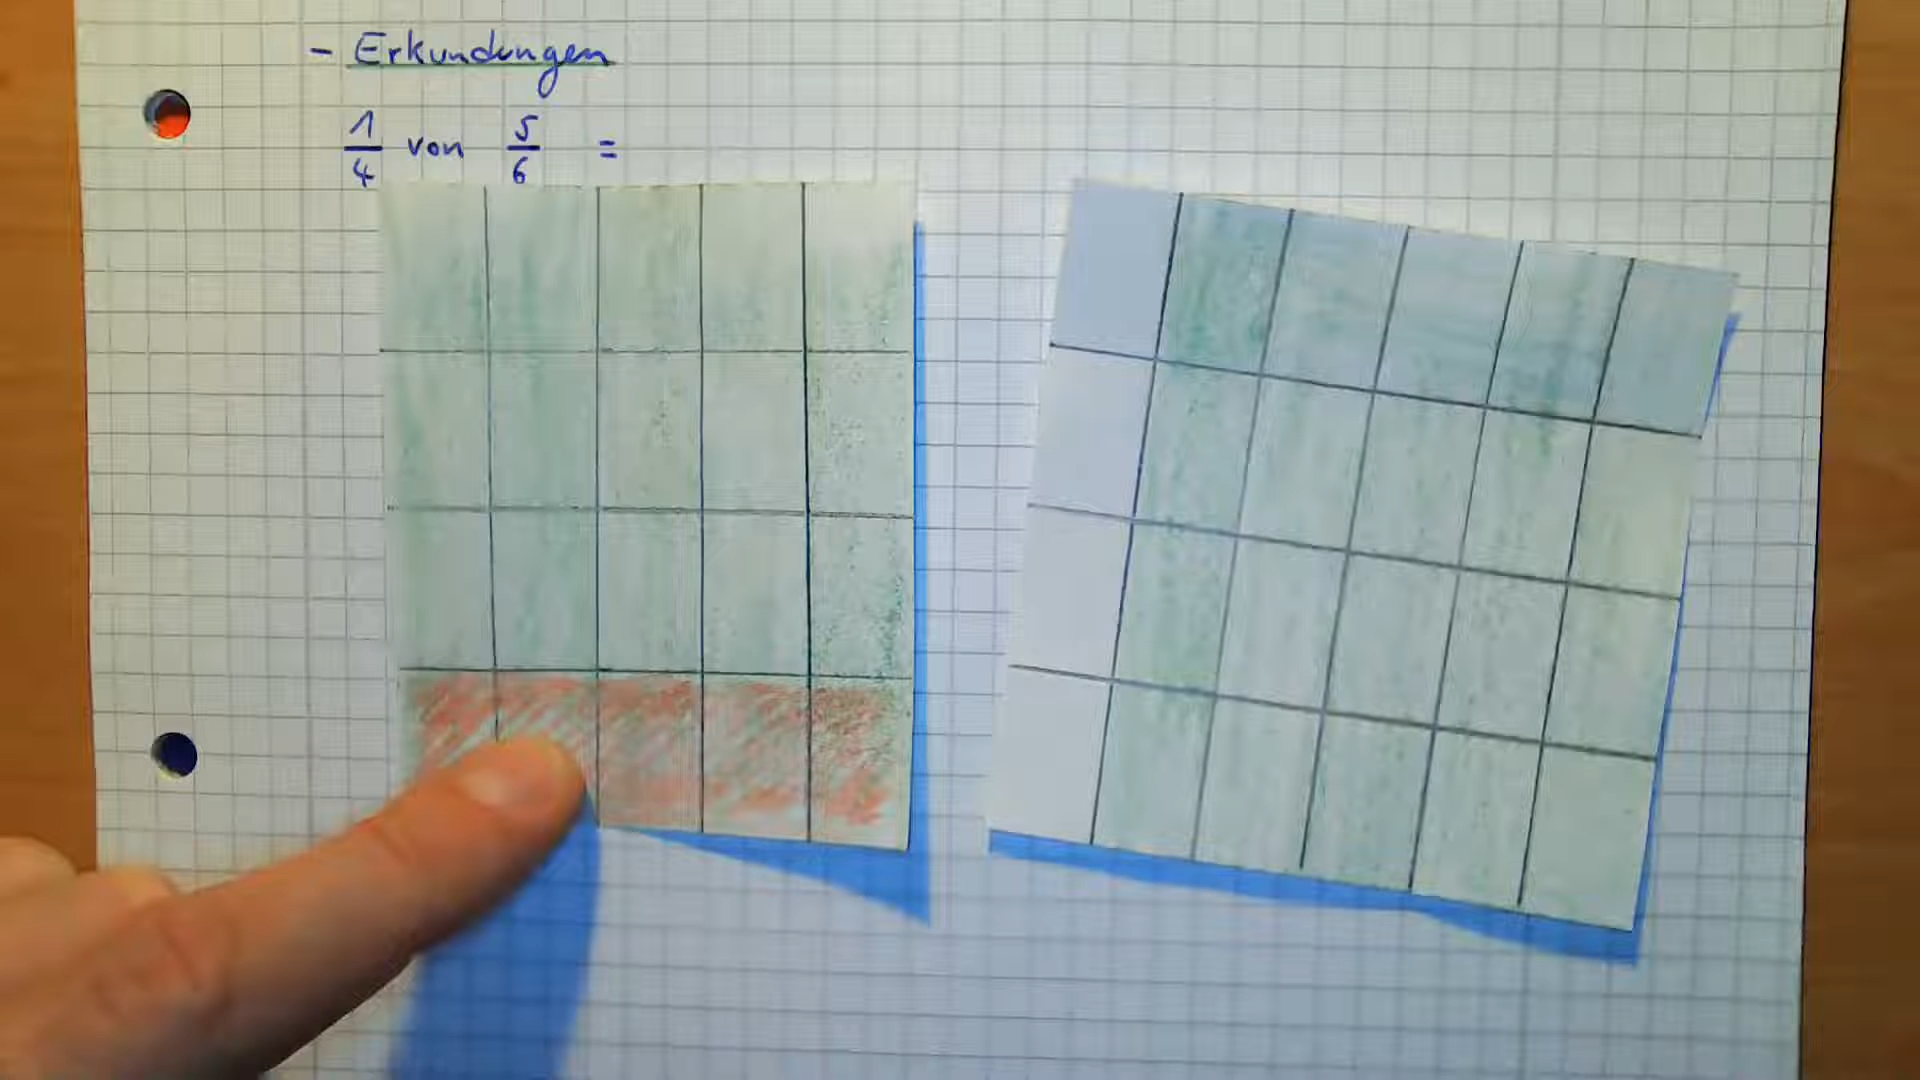 - Erkundungen
1/4 von 5/6 =